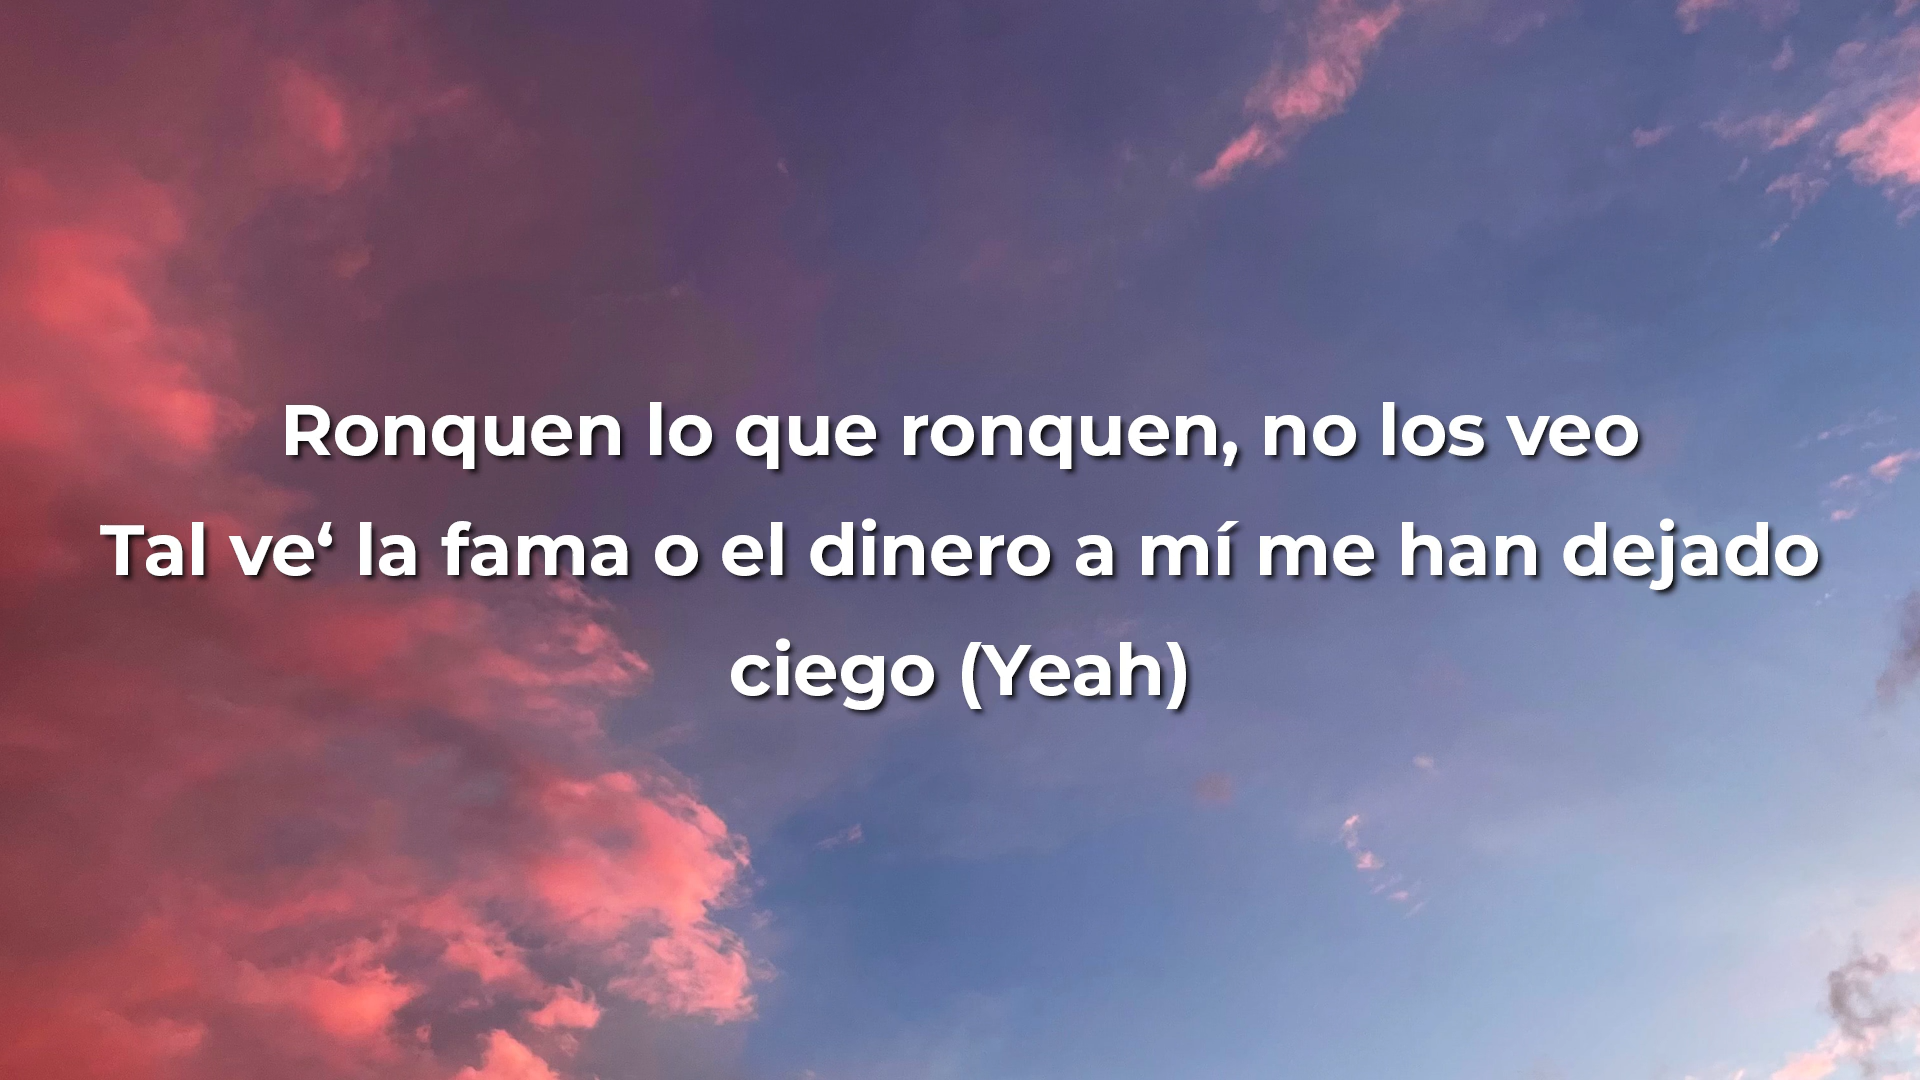 Ronquen lo que ronquen, no los veo
Tal ve‘ la fama o el dinero a mí me han dejado
ciego (Yeah)